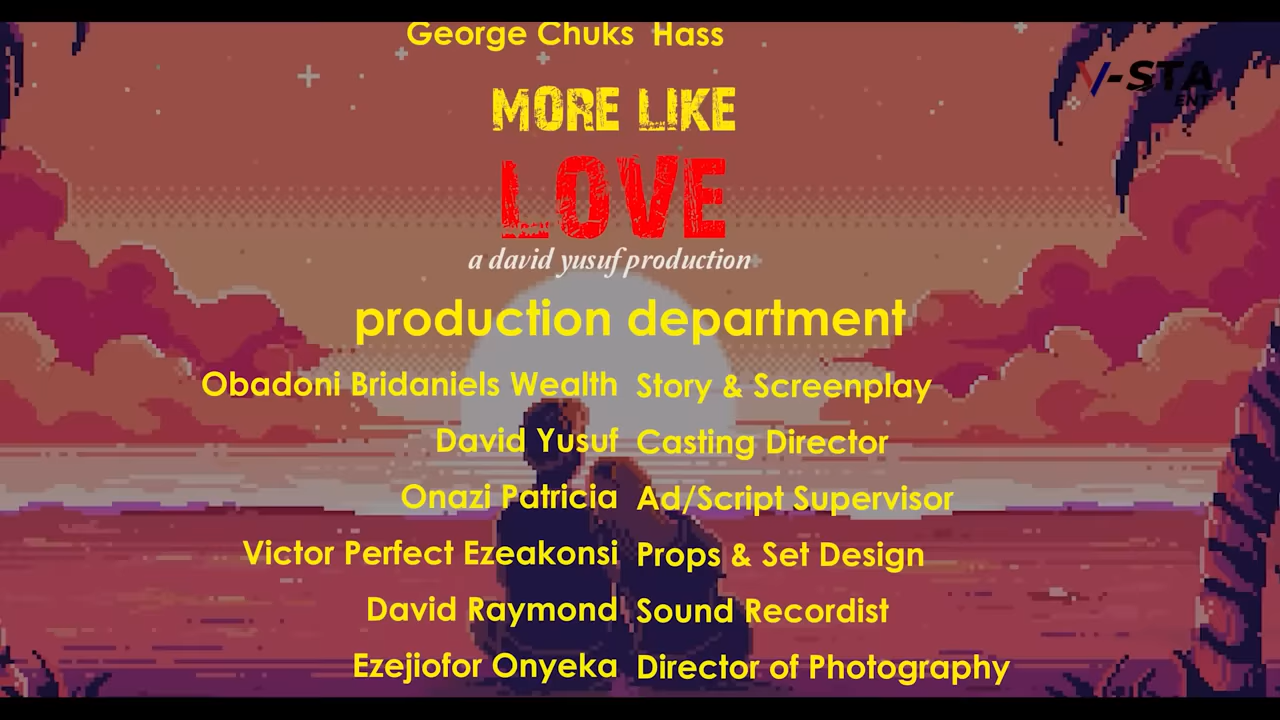 George Chuks Hass
V-STA
ENT
MORE LIKE
LOVE
a david yusuf production
production department
Obadoni Bridaniels Wealth Story & Screenplay
David Yusuf Casting Director
Onazi Patricia Ad/Script Supervisor
Victor Perfect Ezeakonsi Props & Set Design
David Raymond Sound Recordist
Ezejiofor Onyeka Director of Photography